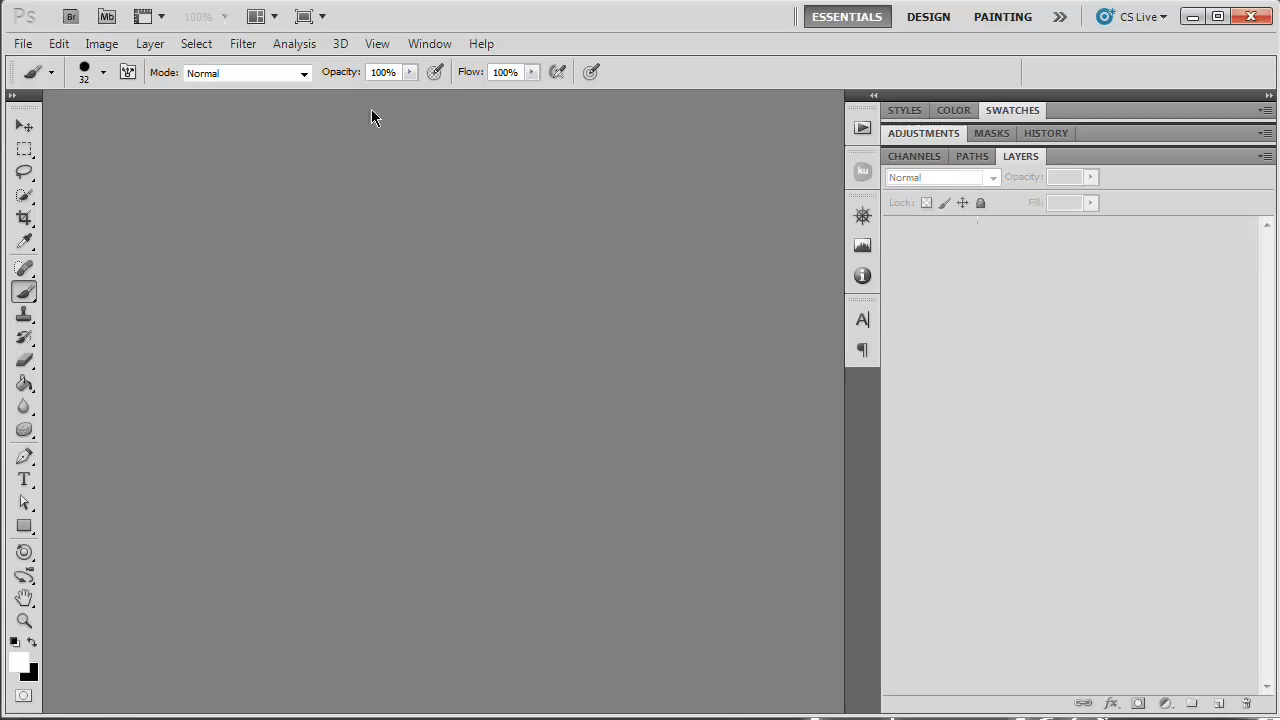 Ps Br Mb 100% ESSENTIALS DESIGN PAINTING CS Live
File Edit Image Layer Select Filter Analysis 3D View Window Help
32 Mode: Normal Opacity: 100% Flow: 100%
STYLES COLOR SWATCHES
ADJUSTMENTS MASKS HISTORY
CHANNELS PATHS LAYERS
Normal Opacity:
Lock: Fill:
ku
A
T
fx